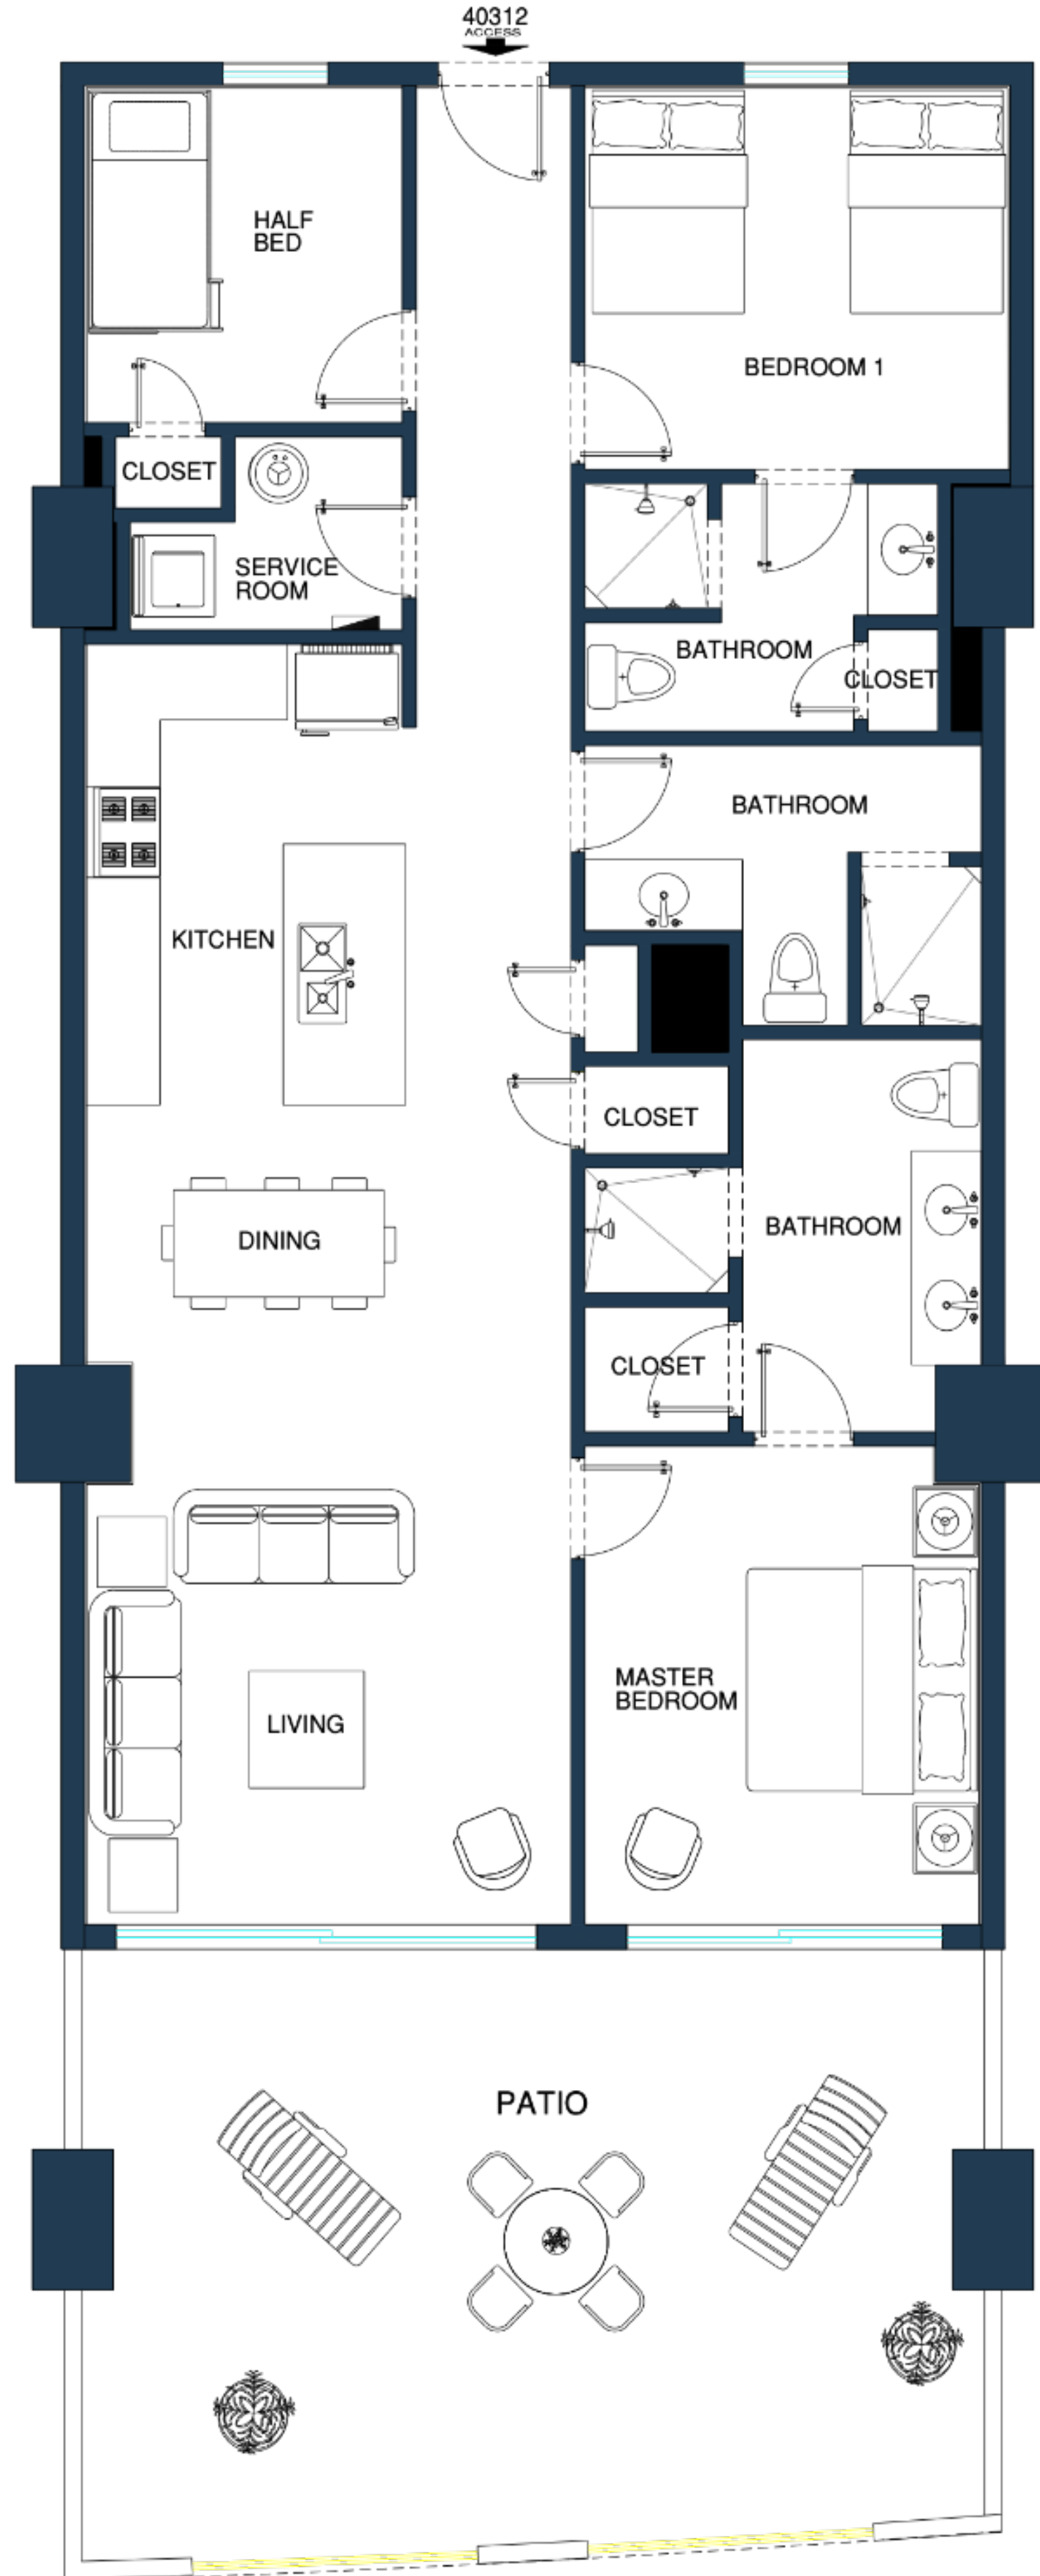 40312
ACCESS
HALF
BED
BEDROOM 1
CLOSET
SERVICE
ROOM
BATHROOM
CLOSET
BATHROOM
KITCHEN
CLOSET
DINING
BATHROOM
CLOSET
MASTER
BEDROOM
LIVING
PATIO